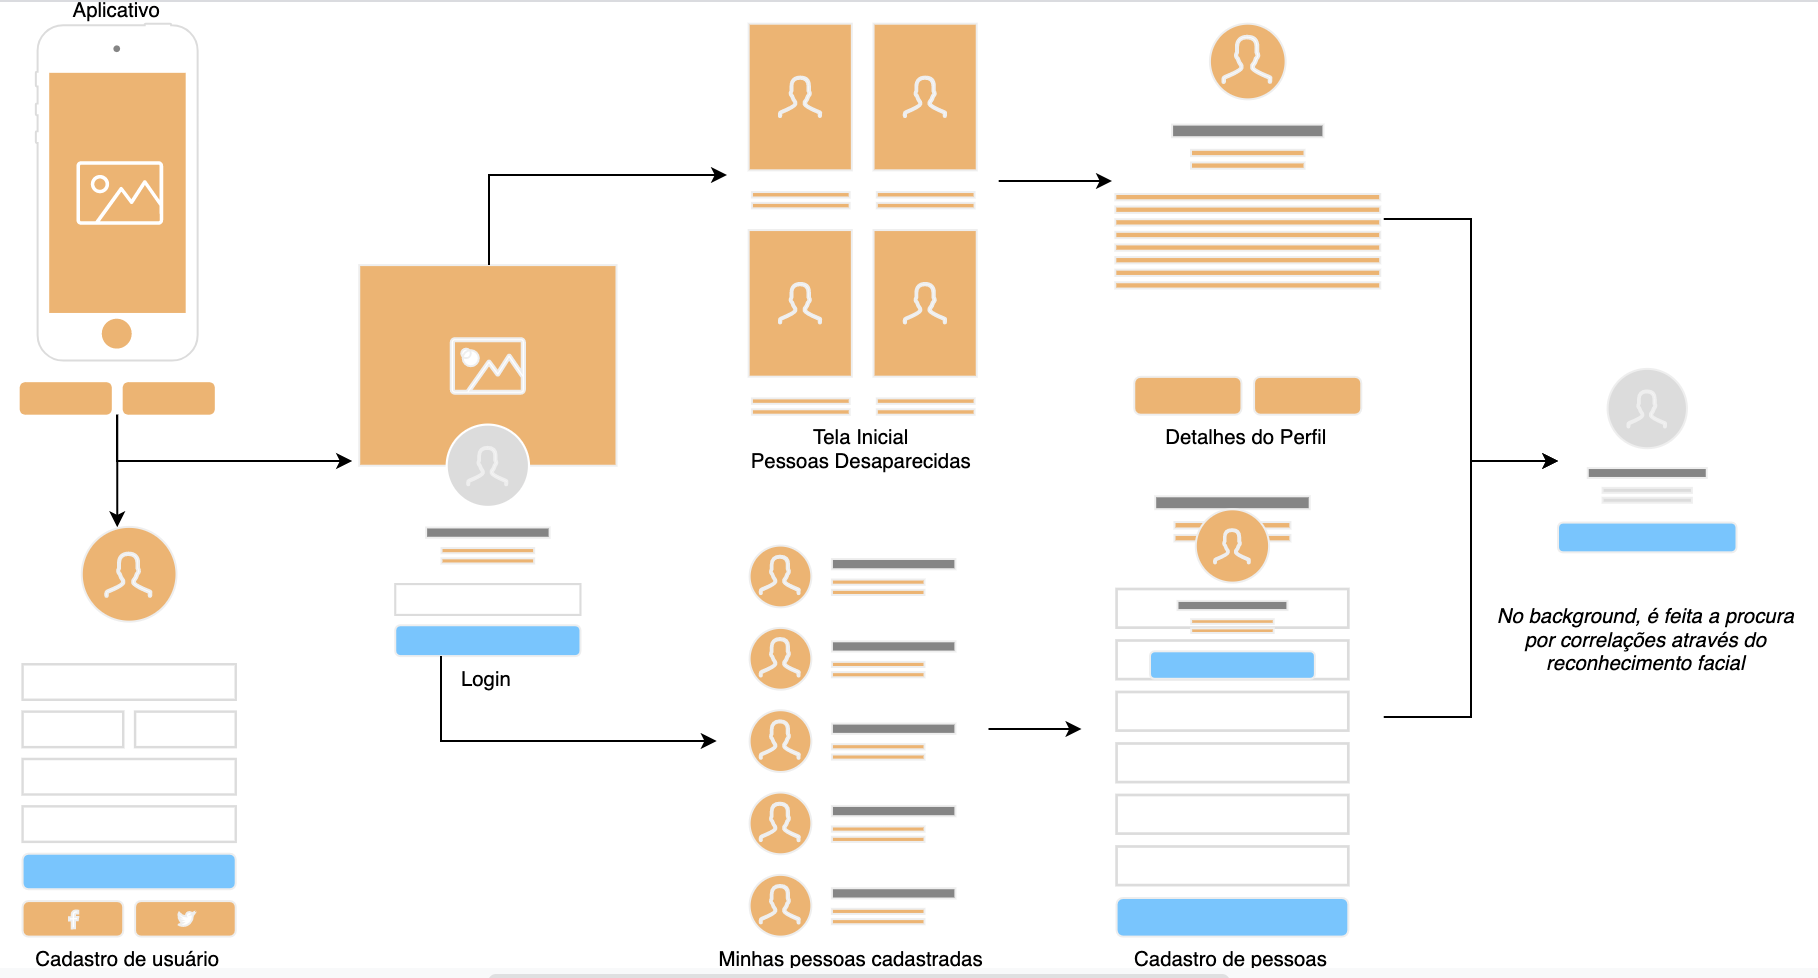 Aplicativo
Tela Inicial
Pessoas Desaparecidas
Detalhes do Perfil
Login
No background, é feita a procura
por correlações através do
reconhecimento facial
Cadastro de usuário
Minhas pessoas cadastradas
Cadastro de pessoas